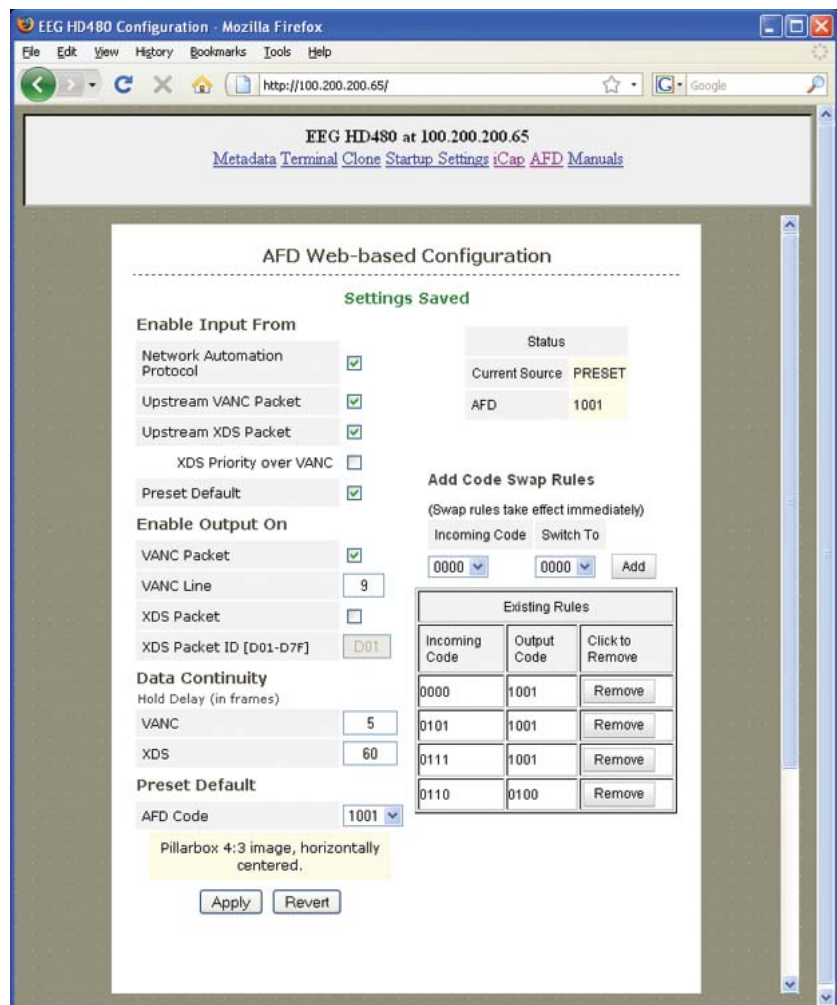 EEG HD480 Configuration - Mozilla Firefox
File Edit View History Bookmarks Tools Help
http://100.200.200.65/
G Google
EEG HD480 at 100.200.200.65
Metadata Terminal Clone Startup Settings iCap AFD Manuals
AFD Web-based Configuration
Settings Saved
Enable Input From
Network Automation
Protocol
Upstream VANC Packet
Upstream XDS Packet
XDS Priority over VANC
Preset Default
Enable Output On
VANC Packet
VANC Line 9
XDS Packet
XDS Packet ID [D01-D7F] D01
Data Continuity
Hold Delay (in frames)
VANC 5
XDS 60
Preset Default
AFD Code 1001
Pillarbox 4:3 image, horizontally
centered.
Apply Revert
Status
Current Source PRESET
AFD 1001
Add Code Swap Rules
(Swap rules take effect immediately)
Incoming Code Switch To
0000 0000 Add
Existing Rules
Incoming
Code
Output
Code
Click to
Remove
0000 1001 Remove
0101 1001 Remove
0111 1001 Remove
0110 0100 Remove